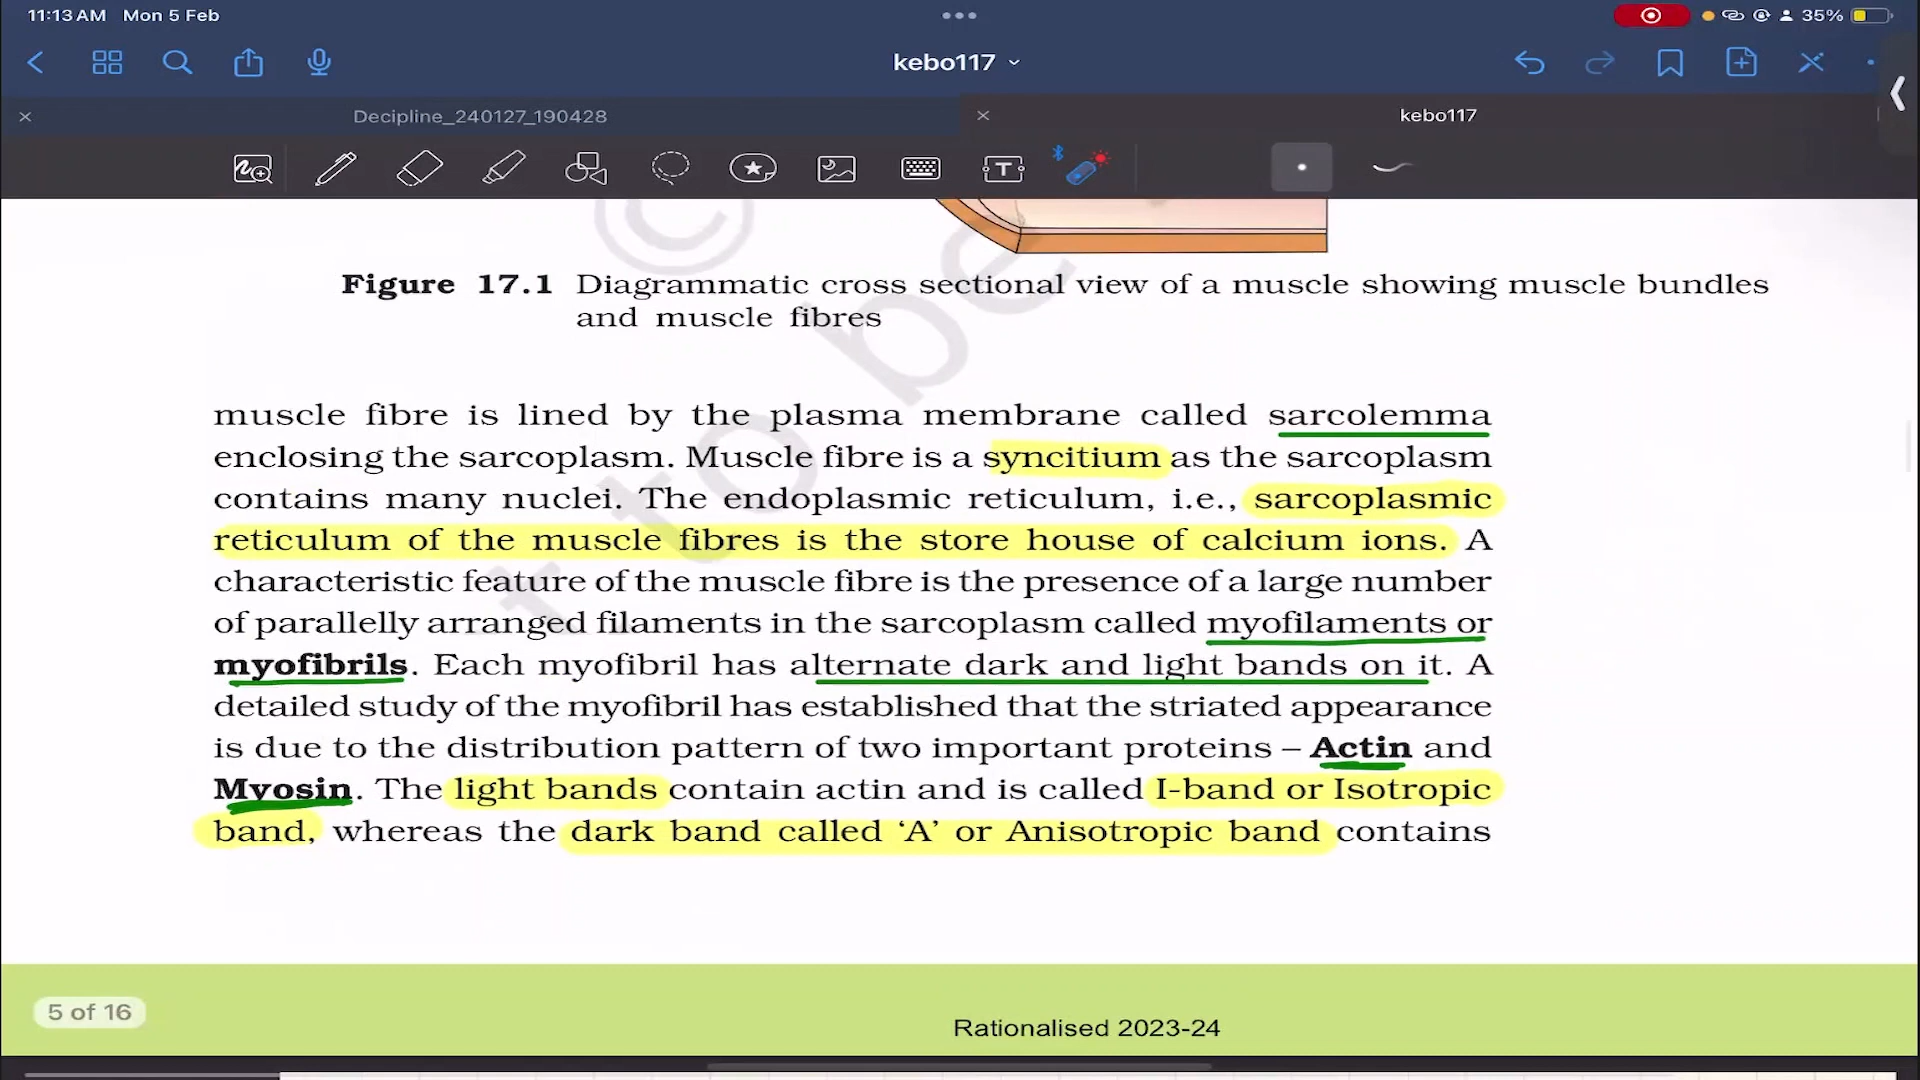 11:13 AM Mon 5 Feb
35%
kebo117
Decipline_240127_190428
kebo117
Figure 17.1 Diagrammatic cross sectional view of a muscle showing muscle bundles
and muscle fibres
©
t to be
muscle fibre is lined by the plasma membrane called sarcolemma
enclosing the sarcoplasm. Muscle fibre is a syncitium as the sarcoplasm
contains many nuclei. The endoplasmic reticulum, i.e., sarcoplasmic
reticulum of the muscle fibres is the store house of calcium ions. A
characteristic feature of the muscle fibre is the presence of a large number
of parallelly arranged filaments in the sarcoplasm called myofilaments or
myofibrils. Each myofibril has alternate dark and light bands on it. A
detailed study of the myofibril has established that the striated appearance
is due to the distribution pattern of two important proteins – Actin and
Myosin. The light bands contain actin and is called I-band or Isotropic
band, whereas the dark band called ‘A’ or Anisotropic band contains
5 of 16
Rationalised 2023-24